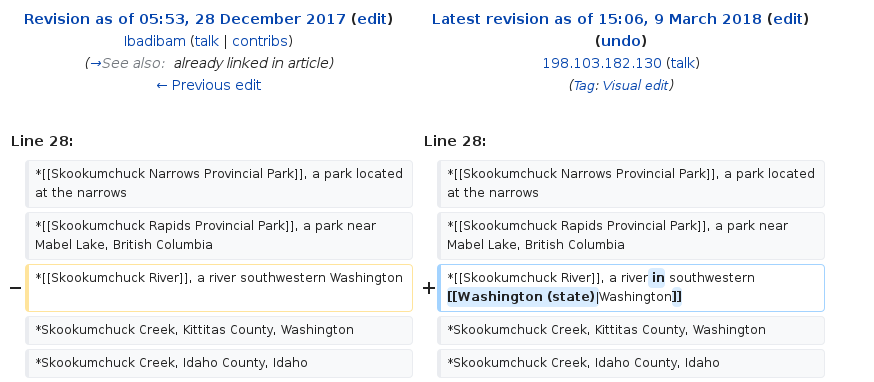 Revision as of 05:53, 28 December 2017 (edit)
Ibadibam (talk | contribs)
(→See also: already linked in article)
← Previous edit
Latest revision as of 15:06, 9 March 2018 (edit)
(undo)
198.103.182.130 (talk)
(Tag: Visual edit)
Line 28:
*[[Skookumchuck Narrows Provincial Park]], a park located
at the narrows
*[[Skookumchuck Rapids Provincial Park]], a park near
Mabel Lake, British Columbia
− *[[Skookumchuck River]], a river southwestern Washington
*Skookumchuck Creek, Kittitas County, Washington
*Skookumchuck Creek, Idaho County, Idaho
Line 28:
*[[Skookumchuck Narrows Provincial Park]], a park located
at the narrows
*[[Skookumchuck Rapids Provincial Park]], a park near
Mabel Lake, British Columbia
+ *[[Skookumchuck River]], a river in southwestern
[[Washington (state)|Washington]]
*Skookumchuck Creek, Kittitas County, Washington
*Skookumchuck Creek, Idaho County, Idaho